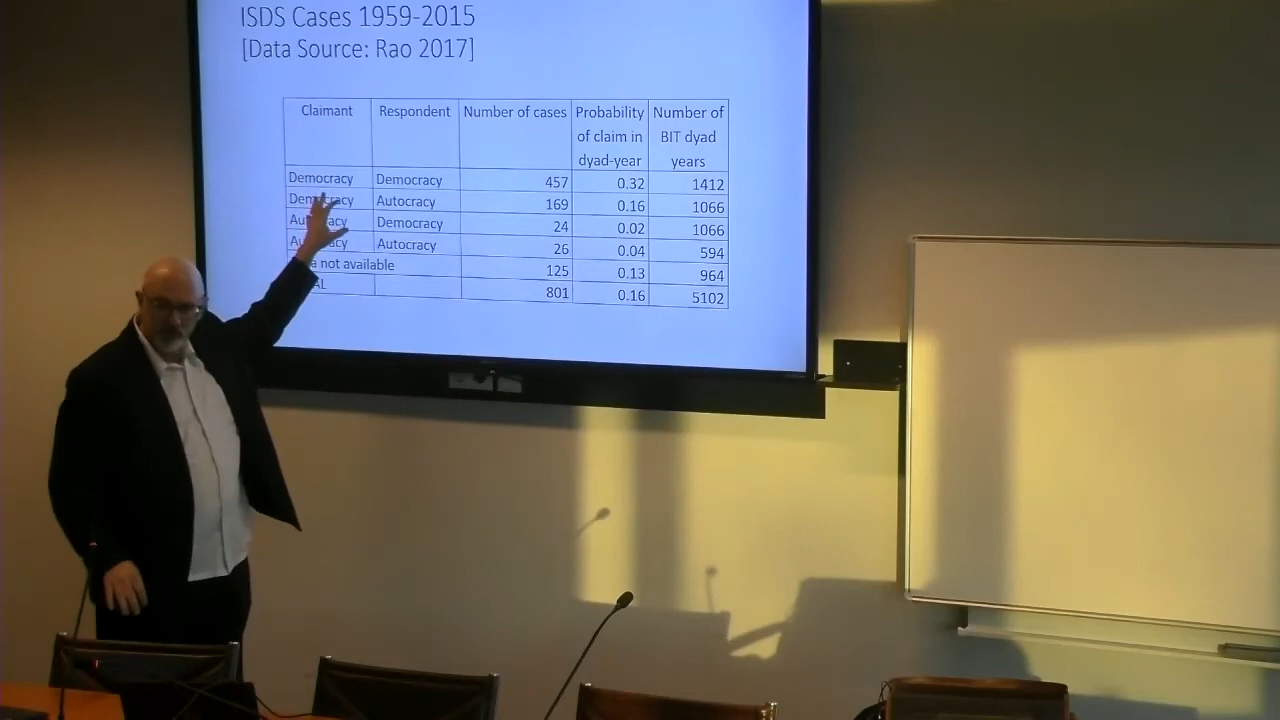 ISDS Cases 1959-2015
[Data Source: Rao 2017]
Claimant Respondent Number of cases Probability of claim in dyad-year Number of BIT dyad years
Democracy Democracy 457 0.32 1412
Democracy Autocracy 169 0.16 1066
Democracy 24 0.02 1066
Autocracy 26 0.04 594
not available 125 0.13 964
801 0.16 5102